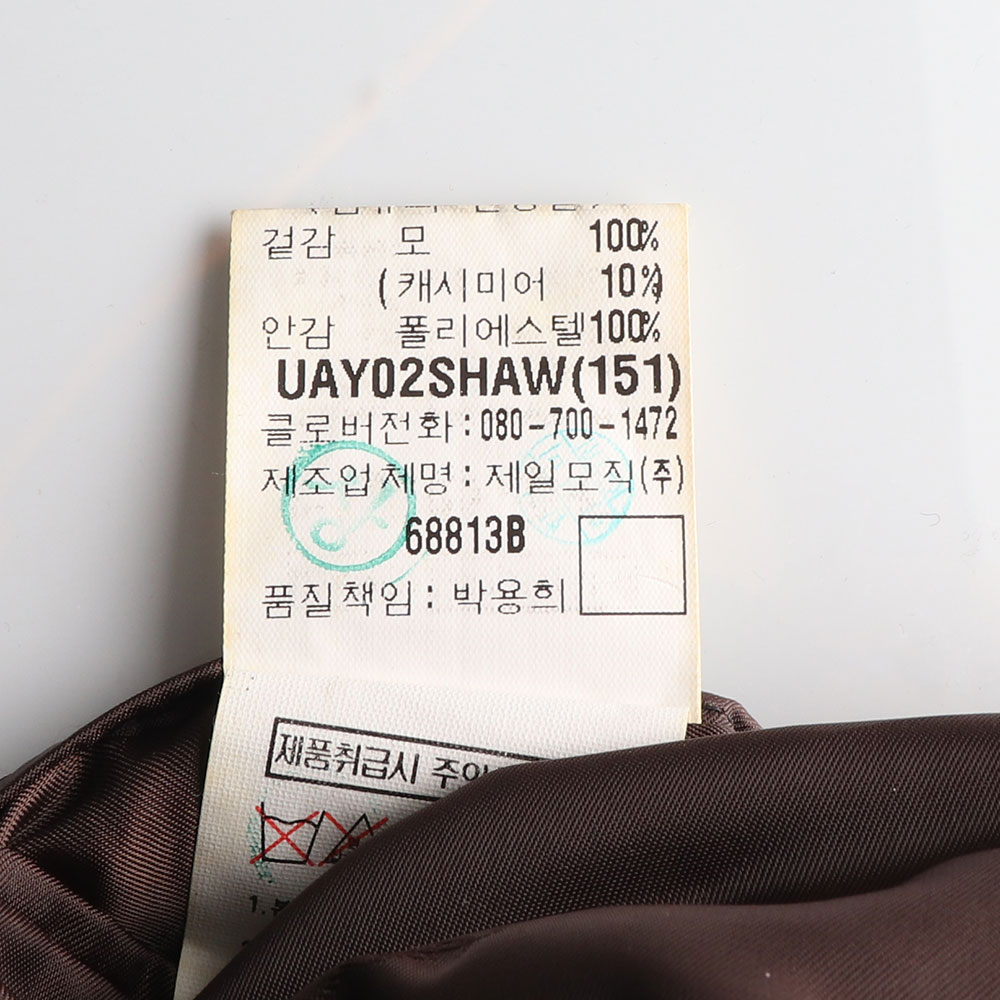 겉감 모 100%
(캐시미어 10%)
안감 폴리에스텔 100%
UAY02SHAW(151)
클로버전화:080-700-1472
제조업체명:제일모직(주)
68813B
품질책임:박용희
제품취급시 주의
1.